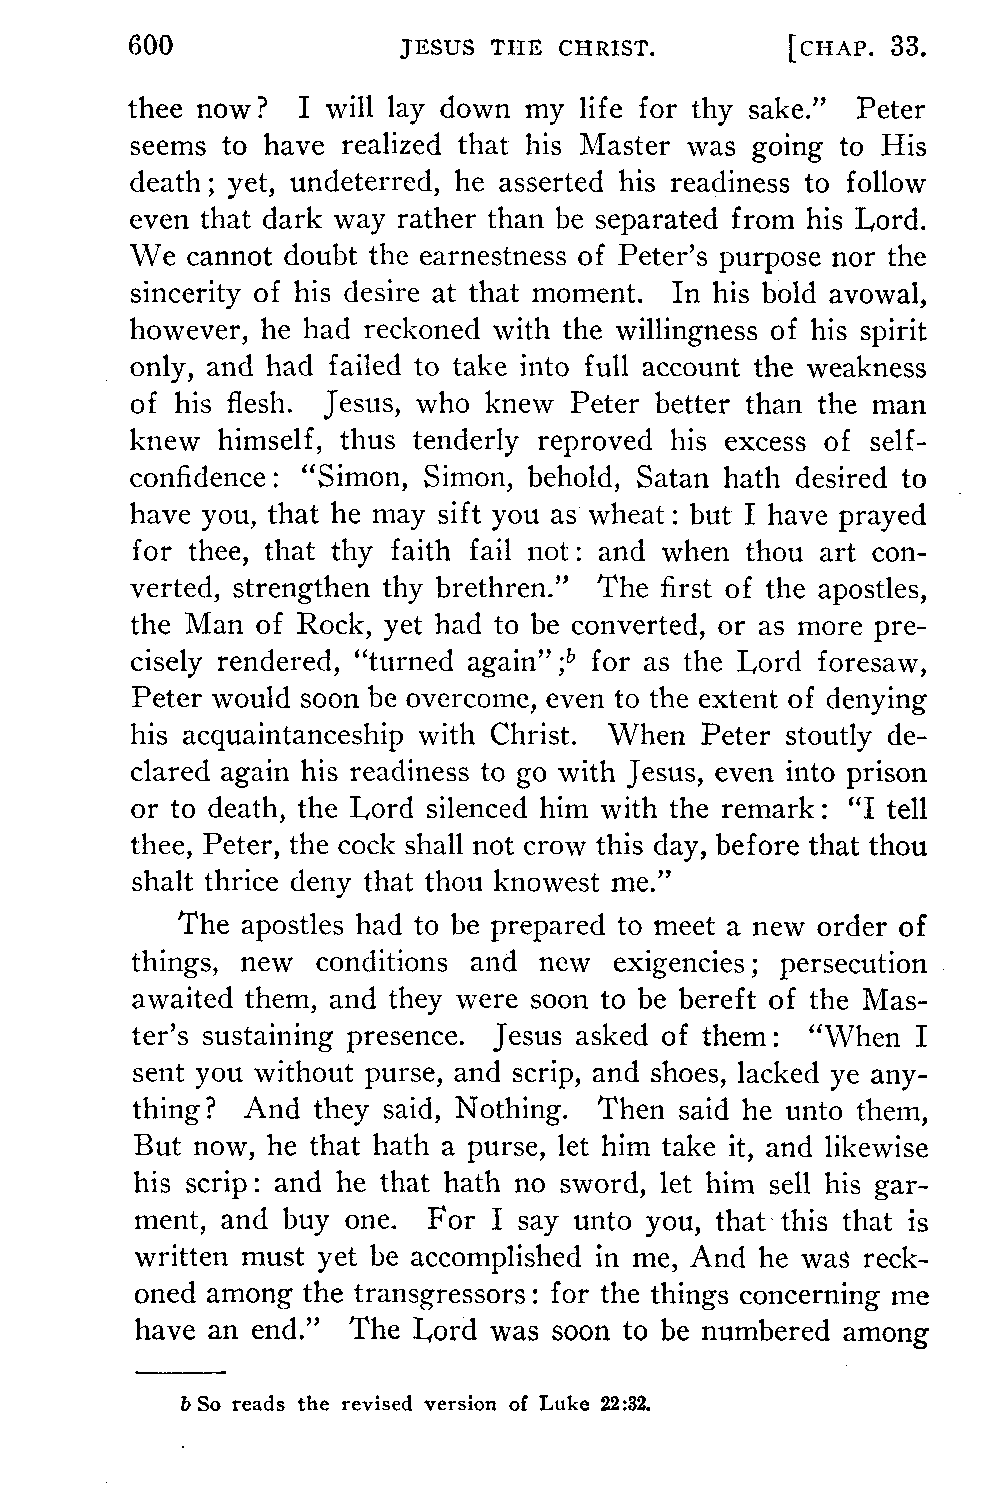 600 JESUS THE CHRIST. [CHAP. 33.
thee now? I will lay down my life for thy sake.” Peter
seems to have realized that his Master was going to His
death; yet, undeterred, he asserted his readiness to follow
even that dark way rather than be separated from his Lord.
We cannot doubt the earnestness of Peter’s purpose nor the
sincerity of his desire at that moment. In his bold avowal,
however, he had reckoned with the willingness of his spirit
only, and had failed to take into full account the weakness
of his flesh. Jesus, who knew Peter better than the man
knew himself, thus tenderly reproved his excess of self-
confidence: “Simon, Simon, behold, Satan hath desired to
have you, that he may sift you as wheat: but I have prayed
for thee, that thy faith fail not: and when thou art con-
verted, strengthen thy brethren.” The first of the apostles,
the Man of Rock, yet had to be converted, or as more pre-
cisely rendered, “turned again”;b for as the Lord foresaw,
Peter would soon be overcome, even to the extent of denying
his acquaintanceship with Christ. When Peter stoutly de-
clared again his readiness to go with Jesus, even into prison
or to death, the Lord silenced him with the remark: “I tell
thee, Peter, the cock shall not crow this day, before that thou
shalt thrice deny that thou knowest me.”
The apostles had to be prepared to meet a new order of
things, new conditions and new exigencies; persecution
awaited them, and they were soon to be bereft of the Mas-
ter’s sustaining presence. Jesus asked of them: “When I
sent you without purse, and scrip, and shoes, lacked ye any-
thing? And they said, Nothing. Then said he unto them,
But now, he that hath a purse, let him take it, and likewise
his scrip: and he that hath no sword, let him sell his gar-
ment, and buy one. For I say unto you, that this that is
written must yet be accomplished in me, And he was reck-
oned among the transgressors: for the things concerning me
have an end.” The Lord was soon to be numbered among
b So reads the revised version of Luke 22:32.